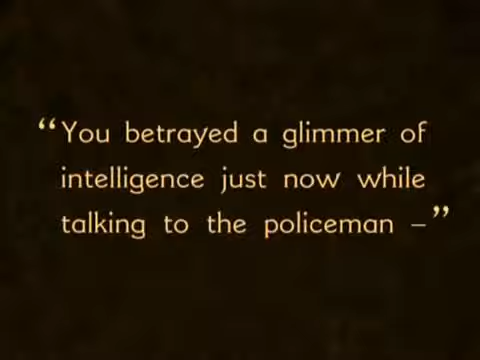 “You betrayed a glimmer of
intelligence just now while
talking to the policeman –”